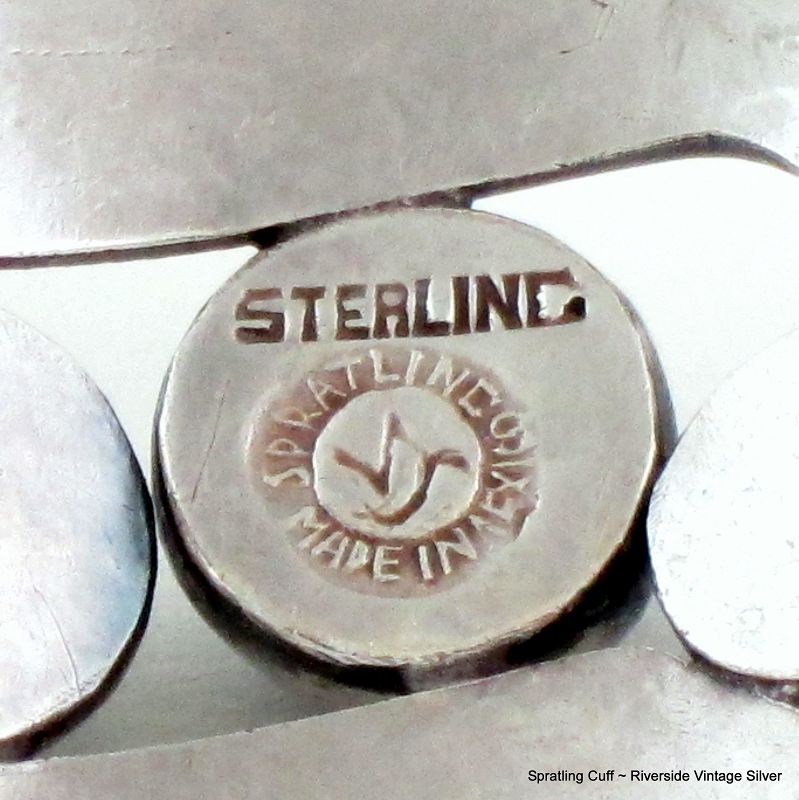 STERLING
SPRATLING
MADE IN MEXICO
WS
Spratling Cuff ~ Riverside Vintage Silver